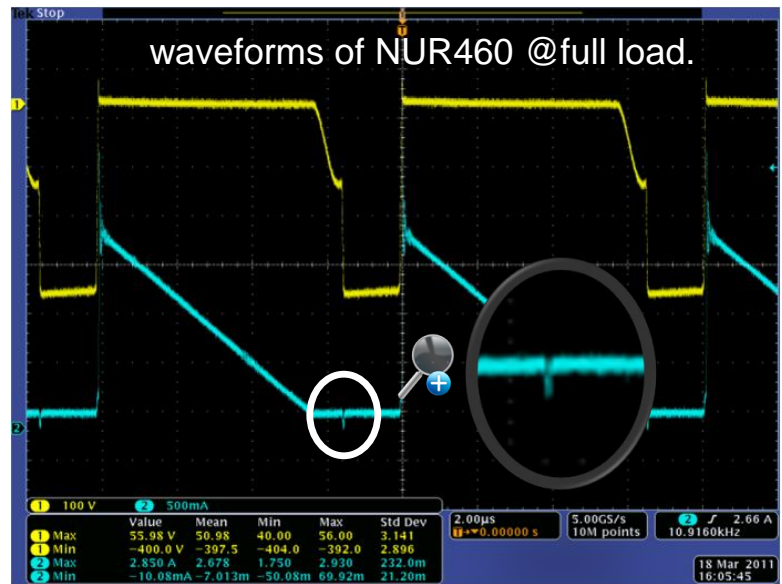 Tek Stop
T
waveforms of NUR460 @full load.
1
2
1 100 V 2 500mA
Value Mean Min Max Std Dev
1 Max 55.98 V 50.98 40.00 56.00 3.141
1 Min −400.0 V −397.5 −404.0 −392.0 2.896
2 Max 2.850 A 2.678 1.750 2.930 232.0m
2 Min −10.08mA −7.013m −50.08m 69.92m 21.20m
2.00μs
T→▼0.00000 s
5.00GS/s
10M points
2 ∫ 2.66 A
10.9160kHz
18 Mar 2011
16:05:45